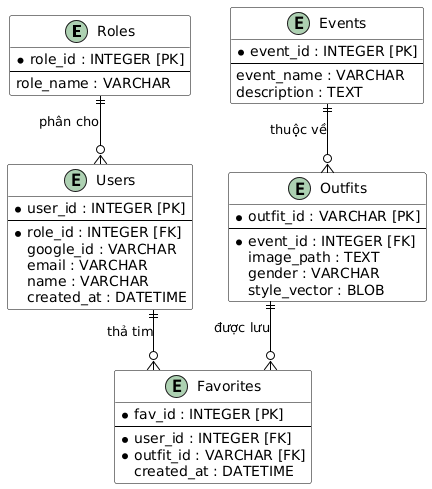 E Roles
* role_id : INTEGER [PK]
role_name : VARCHAR
E Events
* event_id : INTEGER [PK]
event_name : VARCHAR
description : TEXT
phân cho
thuộc về
E Users
* user_id : INTEGER [PK]
* role_id : INTEGER [FK]
google_id : VARCHAR
email : VARCHAR
name : VARCHAR
created_at : DATETIME
E Outfits
* outfit_id : VARCHAR [PK]
* event_id : INTEGER [FK]
image_path : TEXT
gender : VARCHAR
style_vector : BLOB
thả tim
được lưu
E Favorites
* fav_id : INTEGER [PK]
* user_id : INTEGER [FK]
* outfit_id : VARCHAR [FK]
created_at : DATETIME